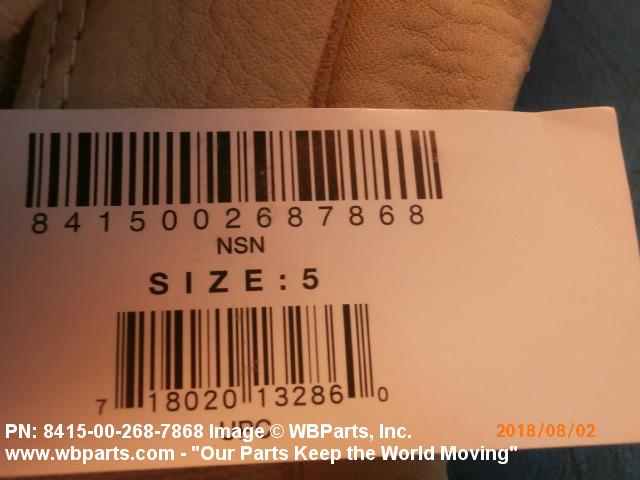 8415002687868
NSN
SIZE:5
7 18020 13286 0
UPC
PN: 8415-00-268-7868 Image © WBParts, Inc.
2018/08/02
www.wbparts.com - "Our Parts Keep the World Moving"